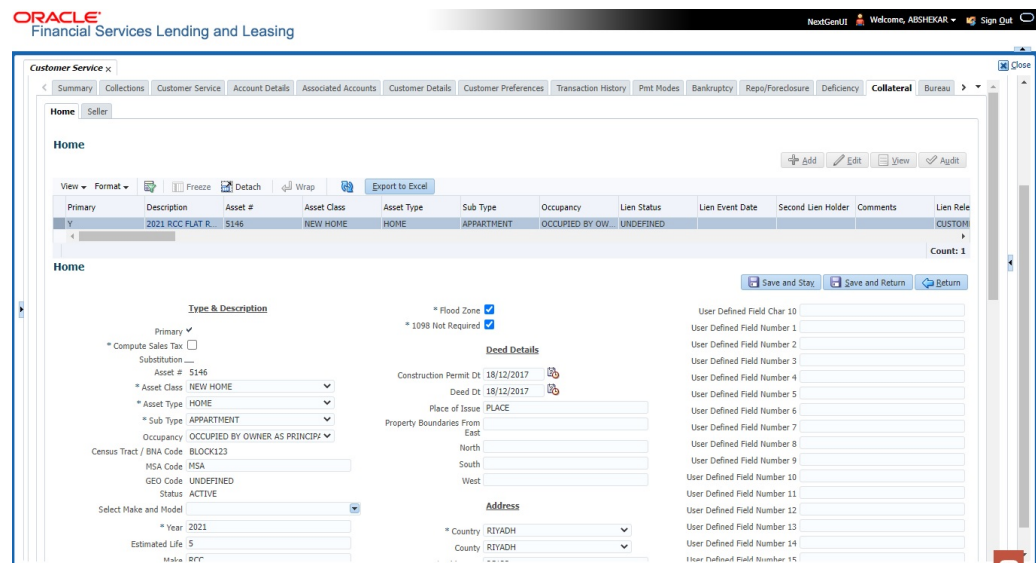 ORACLE
Financial Services Lending and Leasing
NextGenUI Welcome, ABSHEKAR Sign Out
Customer Service x
Close
Summary Collections Customer Service Account Details Associated Accounts Customer Details Customer Preferences Transaction History Pmt Modes Bankruptcy Repo/Foreclosure Deficiency Collateral Bureau
Home Seller
Home
Add Edit View Audit
View Format Freeze Detach Wrap Export to Excel
Primary Description Asset # Asset Class Asset Type Sub Type Occupancy Lien Status Lien Event Date Second Lien Holder Comments Lien Rele
Y 2021 RCC FLAT R... 5146 NEW HOME HOME APPARTMENT OCCUPIED BY OW... UNDEFINED CUSTOM
Count: 1
Home
Save and Stay Save and Return Return
Type & Description
Primary
* Compute Sales Tax
Substitution
Asset # 5146
* Asset Class NEW HOME
* Asset Type HOME
* Sub Type APPARTMENT
Occupancy OCCUPIED BY OWNER AS PRINCIPA
Census Tract / BNA Code BLOCK123
MSA Code MSA
GEO Code UNDEFINED
Status ACTIVE
Select Make and Model
* Year 2021
Estimated Life 5
Make RCC
* Flood Zone
* 1098 Not Required
Deed Details
Construction Permit Dt 18/12/2017
Deed Dt 18/12/2017
Place of Issue PLACE
Property Boundaries From
East
North
South
West
Address
* Country RIYADH
County RIYADH
User Defined Field Char 10
User Defined Field Number 1
User Defined Field Number 2
User Defined Field Number 3
User Defined Field Number 4
User Defined Field Number 5
User Defined Field Number 6
User Defined Field Number 7
User Defined Field Number 8
User Defined Field Number 9
User Defined Field Number 10
User Defined Field Number 11
User Defined Field Number 12
User Defined Field Number 13
User Defined Field Number 14
User Defined Field Number 15